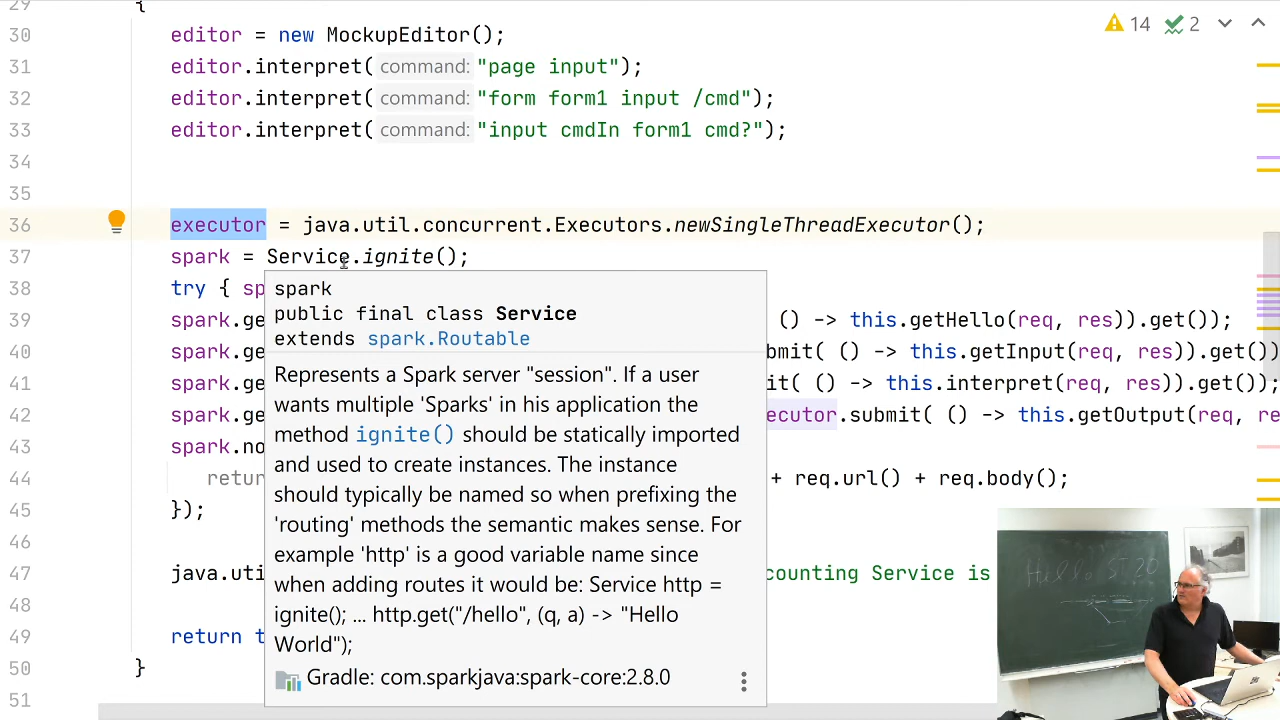 29 {
30 editor = new MockupEditor();
31 editor.interpret( command: "page input");
32 editor.interpret( command: "form form1 input /cmd");
33 editor.interpret( command: "input cmdIn form1 cmd?");
34
35
36 executor = java.util.concurrent.Executors.newSingleThreadExecutor();
37 spark = Service.ignite();
38 try { sp
39 spark.ge () -> this.getHello(req, res)).get());
40 spark.ge bmit( () -> this.getInput(req, res)).get())
41 spark.ge it( () -> this.interpret(req, res)).get());
42 spark.ge ecutor.submit( () -> this.getOutput(req, re
43 spark.no
44 retur + req.url() + req.body();
45 });
46
47 java.uti counting Service is
48
49 return t
50 }
51
14 2
spark
public final class Service
extends spark.Routable
Represents a Spark server "session". If a user
wants multiple 'Sparks' in his application the
method ignite() should be statically imported
and used to create instances. The instance
should typically be named so when prefixing the
'routing' methods the semantic makes sense. For
example 'http' is a good variable name since
when adding routes it would be: Service http =
ignite(); ... http.get("/hello", (q, a) -> "Hello
World");
Gradle: com.sparkjava:spark-core:2.8.0
Hello ST 20